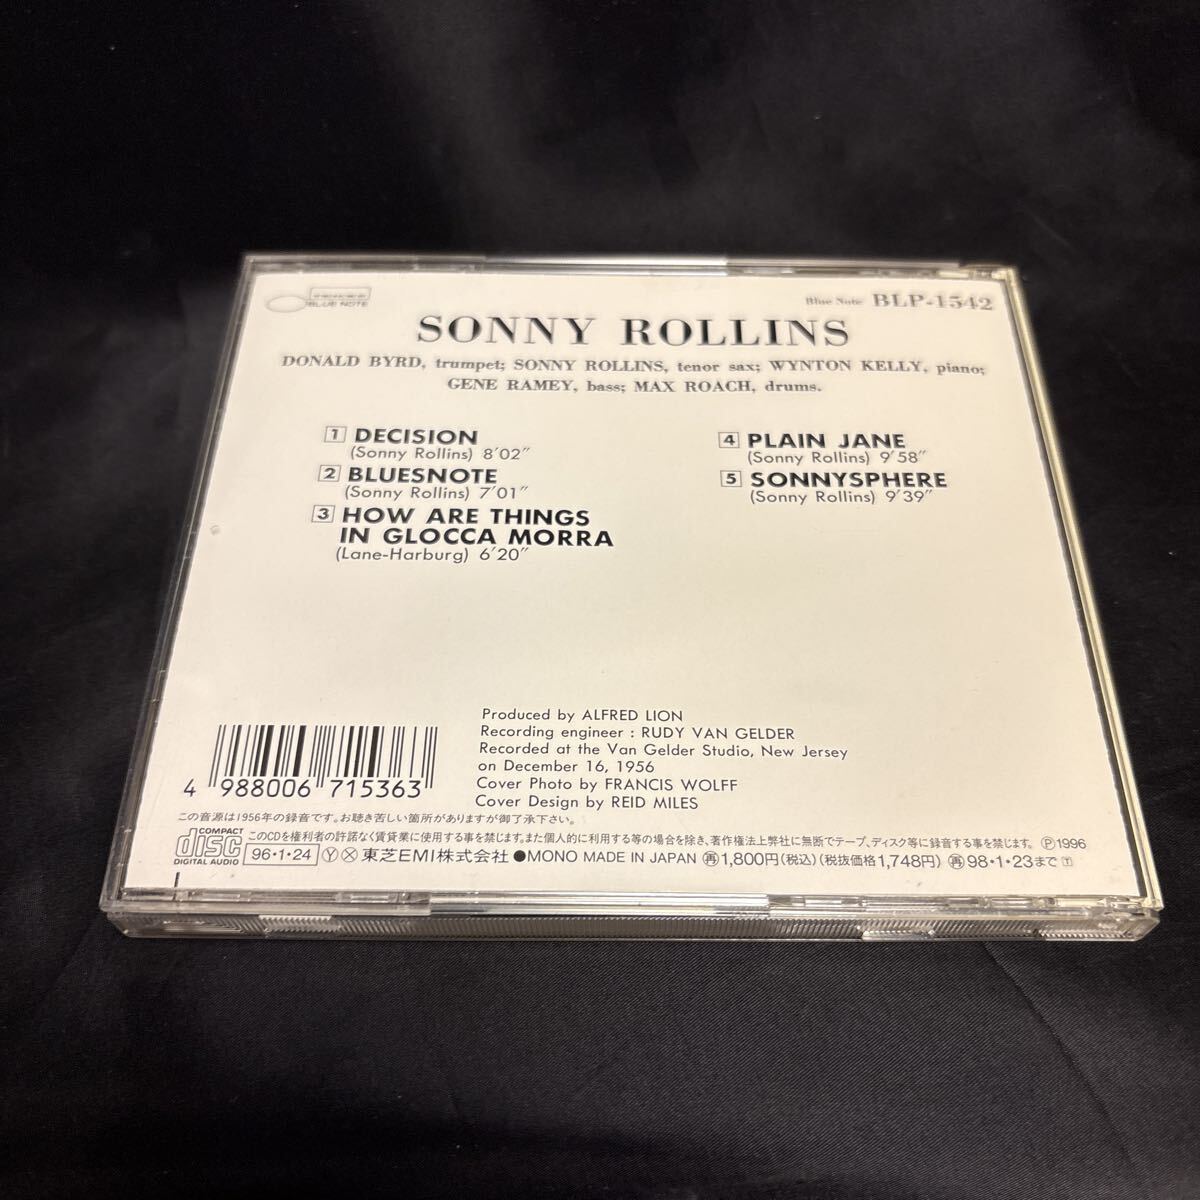 BLUE NOTE
Blue Note BLP-1542
SONNY ROLLINS
DONALD BYRD, trumpet; SONNY ROLLINS, tenor sax; WYNTON KELLY, piano;
GENE RAMEY, bass; MAX ROACH, drums.
1 DECISION
(Sonny Rollins) 8′02″
2 BLUESNOTE
(Sonny Rollins) 7′01″
3 HOW ARE THINGS
IN GLOCCA MORRA
(Lane-Harburg) 6′20″
4 PLAIN JANE
(Sonny Rollins) 9′58″
5 SONNYSPHERE
(Sonny Rollins) 9′39″
Produced by ALFRED LION
Recording engineer : RUDY VAN GELDER
Recorded at the Van Gelder Studio, New Jersey
on December 16, 1956
Cover Photo by FRANCIS WOLFF
Cover Design by REID MILES
4 988006 715363
この音源は1956年の録音です。お聴き苦しい箇所がありますが御了承下さい。
COMPACT disc DIGITAL AUDIO
このCDを権利者の許諾なく賃貸業に使用する事を禁じます。また個人的に利用する等の場合を除き、著作権法上弊社に無断でテープ、ディスク等に録音する事を禁じます。 Ⓟ1996
96・1・24 Ⓨ Ⓧ 東芝EMI株式会社 ●MONO MADE IN JAPAN 再1,800円(税込)(税抜価格1,748円) 再98・1・23まで T